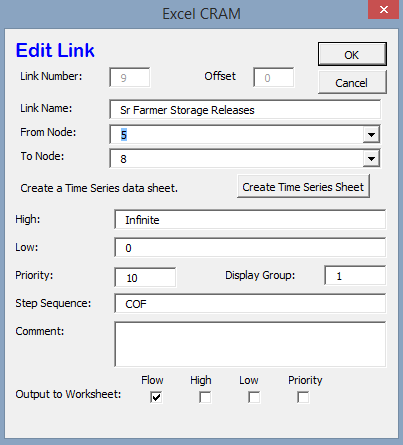 Excel CRAM
Edit Link
OK
Link Number: 9 Offset 0
Cancel
Link Name: Sr Farmer Storage Releases
From Node: 5
To Node: 8
Create a Time Series data sheet. Create Time Series Sheet
High: Infinite
Low: 0
Priority: 10 Display Group: 1
Step Sequence: COF
Comment:
Flow High Low Priority
Output to Worksheet: